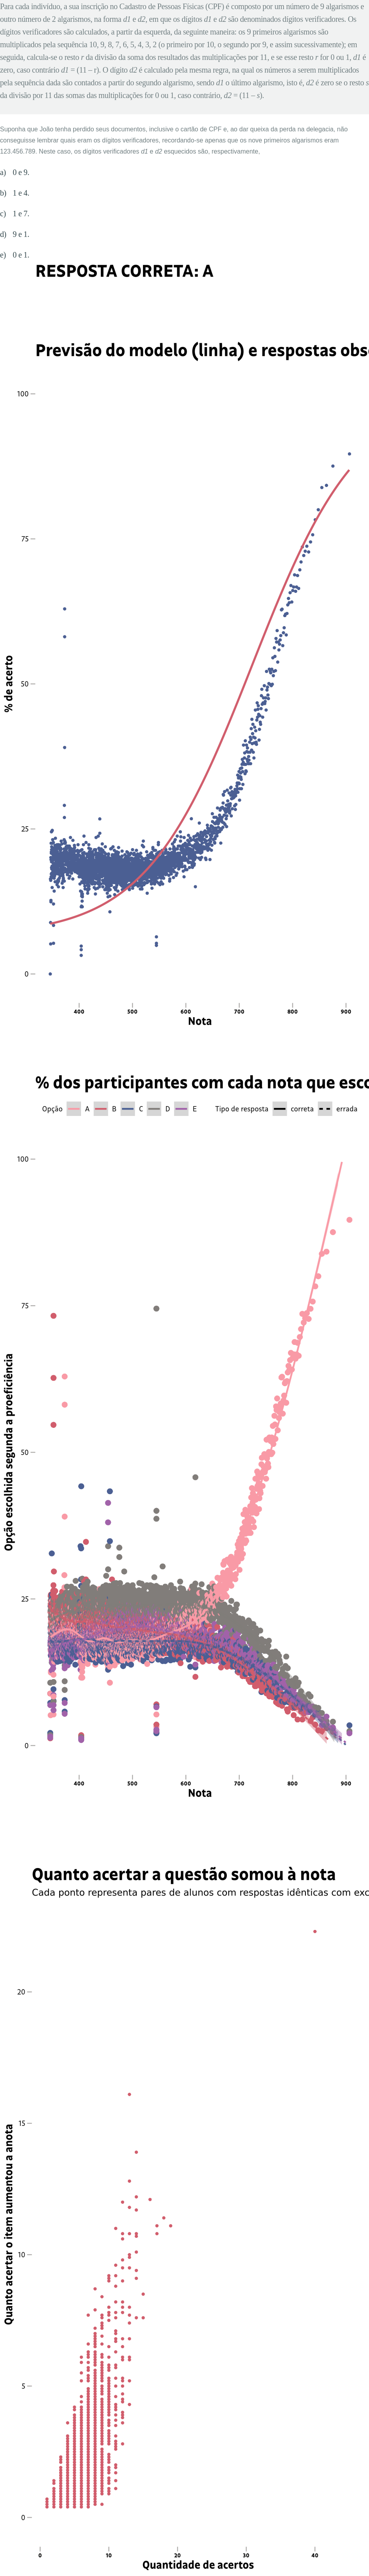 Para cada indivíduo, a sua inscrição no Cadastro de Pessoas Físicas (CPF) é composto por um número de 9 algarismos e
outro número de 2 algarismos, na forma d1 e d2, em que os dígitos d1 e d2 são denominados dígitos verificadores. Os
dígitos verificadores são calculados, a partir da esquerda, da seguinte maneira: os 9 primeiros algarismos são
multiplicados pela sequência 10, 9, 8, 7, 6, 5, 4, 3, 2 (o primeiro por 10, o segundo por 9, e assim sucessivamente); em
seguida, calcula-se o resto r da divisão da soma dos resultados das multiplicações por 11, e se esse resto r for 0 ou 1, d1 é
zero, caso contrário d1 = (11 – r). O dígito d2 é calculado pela mesma regra, na qual os números a serem multiplicados
pela sequência dada são contados a partir do segundo algarismo, sendo d1 o último algarismo, isto é, d2 é zero se o resto s
da divisão por 11 das somas das multiplicações for 0 ou 1, caso contrário, d2 = (11 – s).
Suponha que João tenha perdido seus documentos, inclusive o cartão de CPF e, ao dar queixa da perda na delegacia, não
conseguisse lembrar quais eram os dígitos verificadores, recordando-se apenas que os nove primeiros algarismos eram
123.456.789. Neste caso, os dígitos verificadores d1 e d2 esquecidos são, respectivamente,
a) 0 e 9.
b) 1 e 4.
c) 1 e 7.
d) 9 e 1.
e) 0 e 1.
RESPOSTA CORRETA: A
Previsão do modelo (linha) e respostas obs
100
75
50
25
0
% de acerto
400 500 600 700 800 900
Nota
% dos participantes com cada nota que esco
Opção A B C D E Tipo de resposta correta errada
100
75
50
25
0
Opção escolhida segunda a proeficiência
400 500 600 700 800 900
Nota
Quanto acertar a questão somou à nota
Cada ponto representa pares de alunos com respostas idênticas com exc
20
15
10
5
0
Quanto acertar o item aumentou a anota
0 10 20 30 40
Quantidade de acertos